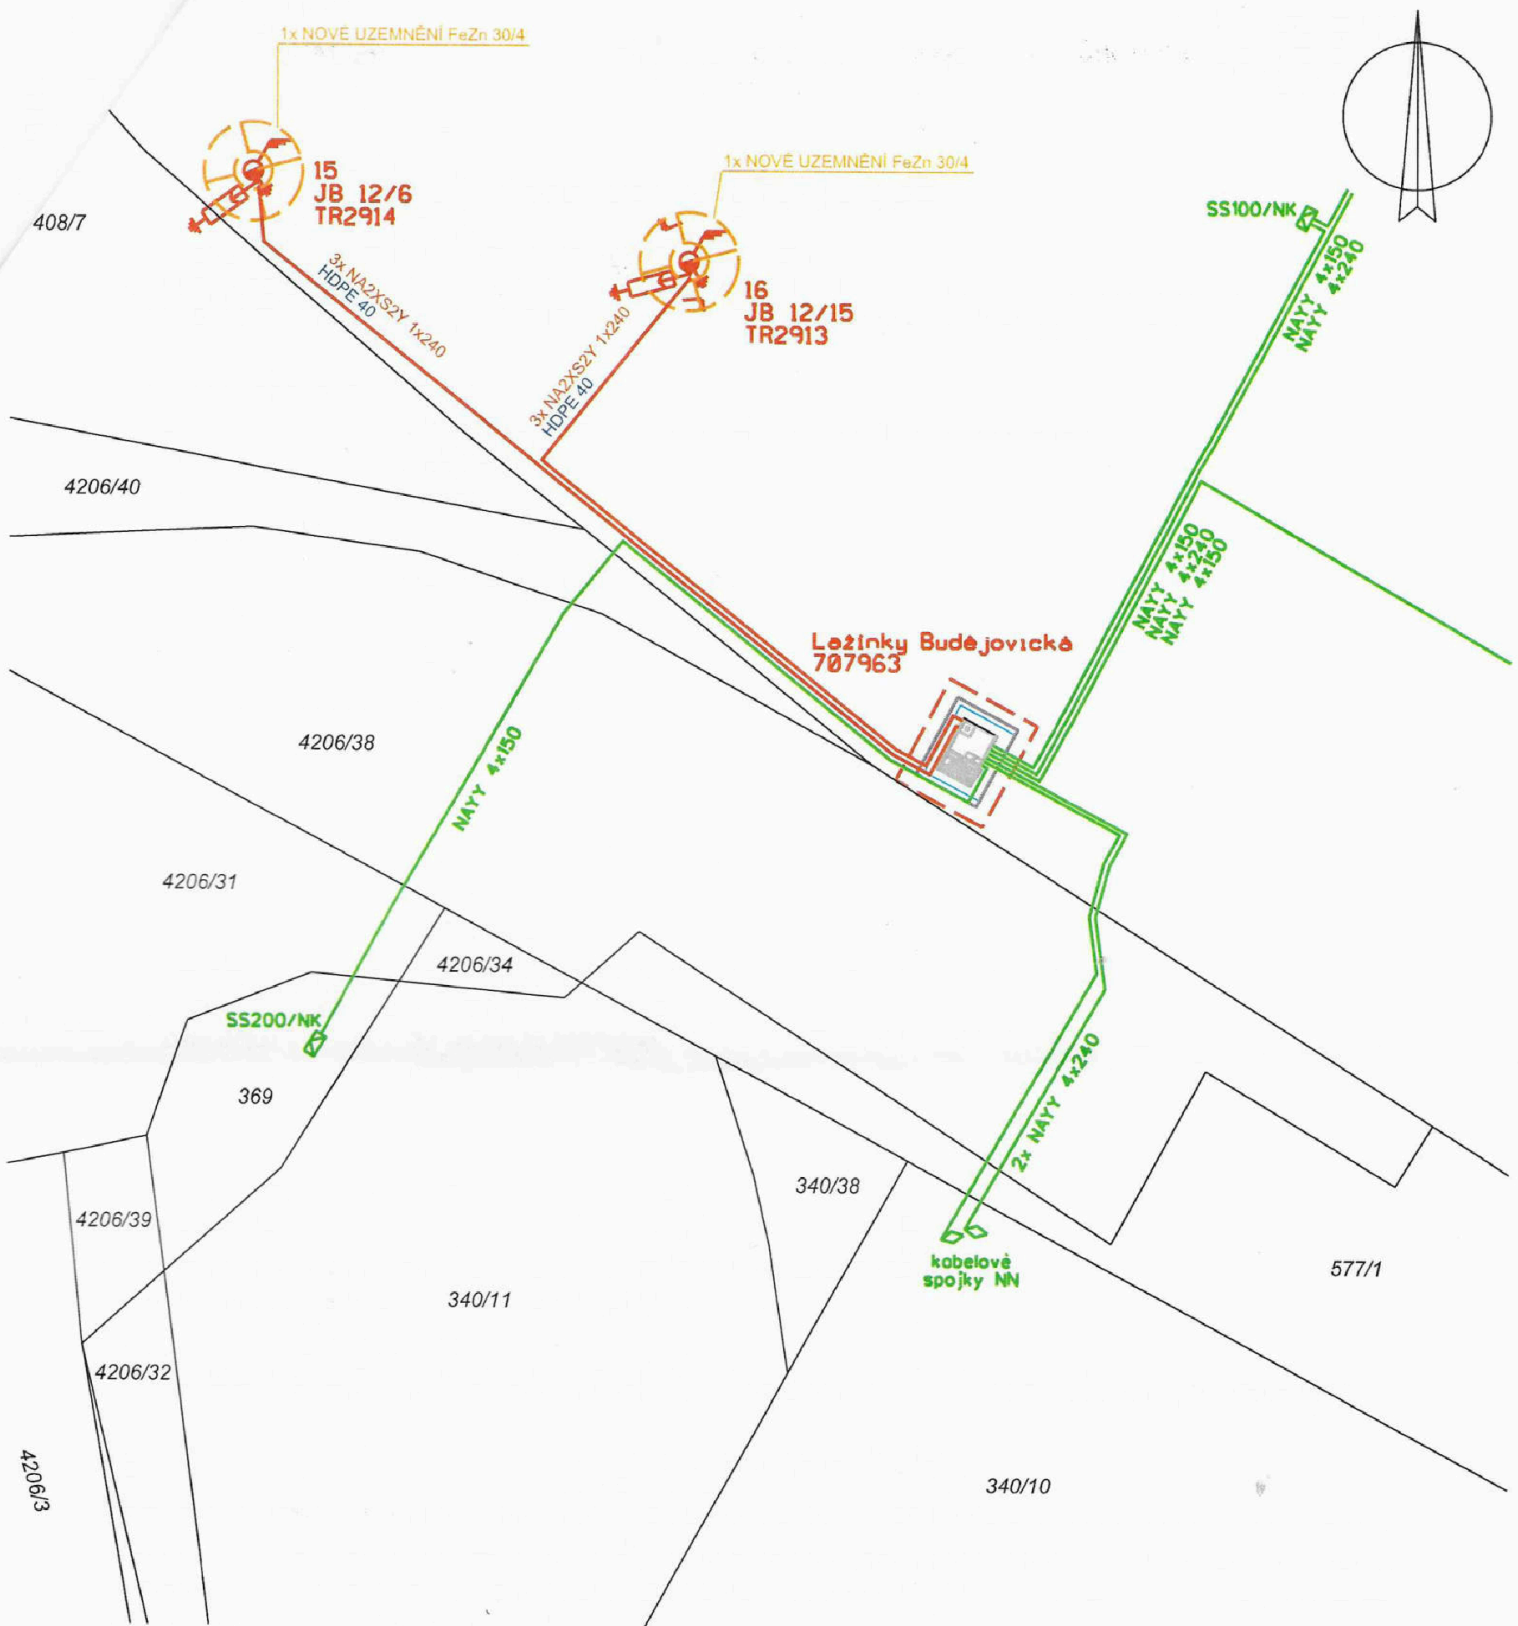 1x NOVÉ UZEMNĚNÍ FeZn 30/4
15
JB 12/6
TR2914
1x NOVÉ UZEMNĚNÍ FeZn 30/4
16
JB 12/15
TR2913
SS100/NK
408/7
3x NA2XS2Y 1x240
HDPE 40
3x NA2XS2Y 1x240
HDPE 40
NAYY 4x150
NAYY 4x240
4206/40
NAYY 4x150
NAYY 4x240
NAYY 4x150
Lažínky Budějovická
707963
4206/38
NAYY 4x150
4206/31
4206/34
SS200/NK
369
2x NAYY 4x240
340/38
4206/39
kabelové
spojky NN
577/1
340/11
4206/32
4206/3
340/10